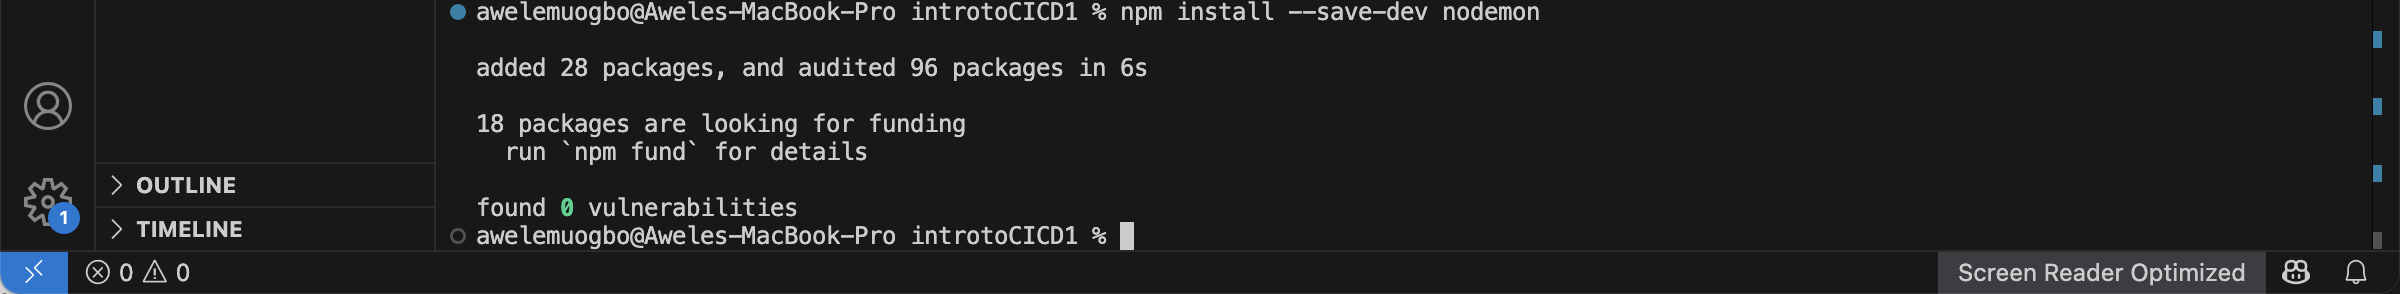 awelemuogbo@Aweles-MacBook-Pro introtoCICD1 % npm install --save-dev nodemon
added 28 packages, and audited 96 packages in 6s
18 packages are looking for funding
run `npm fund` for details
found 0 vulnerabilities
awelemuogbo@Aweles-MacBook-Pro introtoCICD1 %
OUTLINE
1
TIMELINE
0 0
Screen Reader Optimized